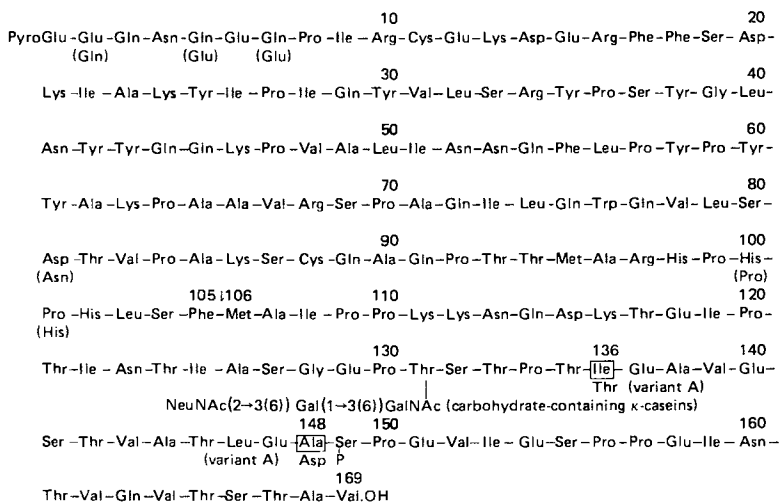 10 20
PyroGlu–Glu–Gln–Asn–Gln–Glu–Gln–Pro–Ile–Arg–Cys–Glu–Lys–Asp–Glu–Arg–Phe–Phe–Ser–Asp–
(Gln) (Glu) (Glu)
30 40
Lys–Ile–Ala–Lys–Tyr–Ile–Pro–Ile–Gln–Tyr–Val–Leu–Ser–Arg–Tyr–Pro–Ser–Tyr–Gly–Leu–
50 60
Asn–Tyr–Tyr–Gln–Gln–Lys–Pro–Val–Ala–Leu–Ile–Asn–Asn–Gln–Phe–Leu–Pro–Tyr–Pro–Tyr–
70 80
Tyr–Ala–Lys–Pro–Ala–Ala–Val–Arg–Ser–Pro–Ala–Gln–Ile–Leu–Gln–Trp–Gln–Val–Leu–Ser–
90 100
Asp–Thr–Val–Pro–Ala–Lys–Ser–Cys–Gln–Ala–Gln–Pro–Thr–Thr–Met–Ala–Arg–His–Pro–His–
(Asn) (Pro)
105↓106 110 120
Pro–His–Leu–Ser–Phe–Met–Ala–Ile–Pro–Pro–Lys–Lys–Asn–Gln–Asp–Lys–Thr–Glu–Ile–Pro–
(His)
130 136 140
Thr–Ile–Asn–Thr–Ile–Ala–Ser–Gly–Glu–Pro–Thr–Ser–Thr–Pro–Thr–Ile–Glu–Ala–Val–Glu–
Thr (variant A)
NeuNAc(2→3(6)) Gal(1→3(6))GalNAc (carbohydrate-containing κ-caseins)
148 150 160
Ser–Thr–Val–Ala–Thr–Leu–Glu–Ala–Ser–Pro–Glu–Val–Ile–Glu–Ser–Pro–Pro–Glu–Ile–Asn–
(variant A) Asp P
169
Thr–Val–Gln–Val–Thr–Ser–Thr–Ala–Val.OH